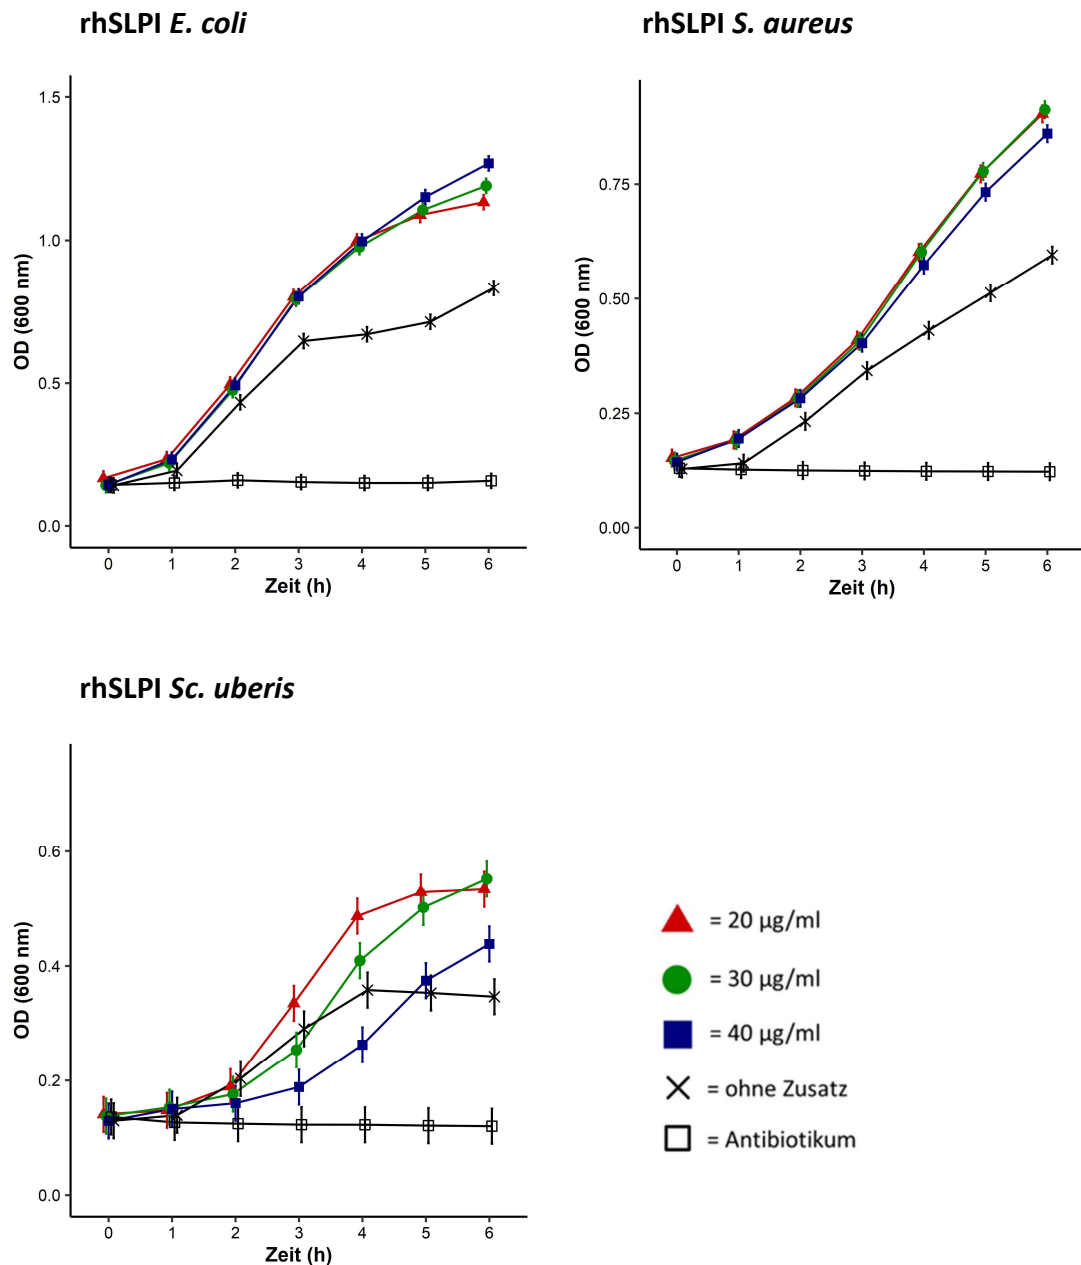 rhSLPI E. coli
1.5
1.0
0.5
0.0
OD (600 nm)
0 1 2 3 4 5 6
Zeit (h)
rhSLPI S. aureus
0.75
0.50
0.25
0.00
OD (600 nm)
0 1 2 3 4 5 6
Zeit (h)
rhSLPI Sc. uberis
0.6
0.4
0.2
0.0
OD (600 nm)
0 1 2 3 4 5 6
Zeit (h)
= 20 µg/ml
= 30 µg/ml
= 40 µg/ml
= ohne Zusatz
= Antibiotikum